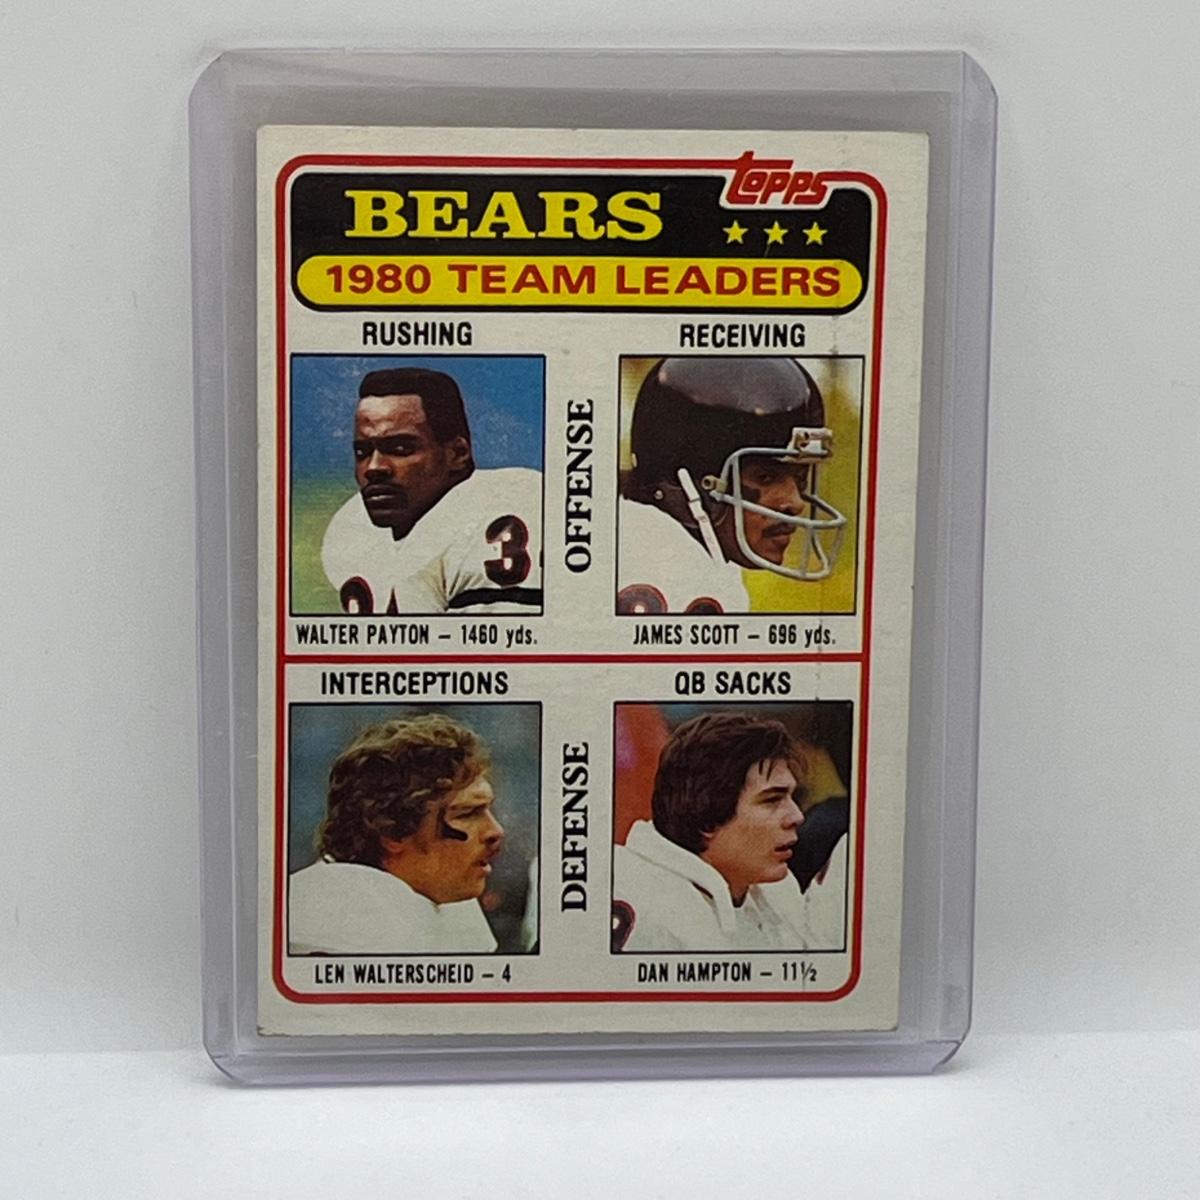 topps
BEARS
1980 TEAM LEADERS
RUSHING
RECEIVING
OFFENSE
3
WALTER PAYTON – 1460 yds.
JAMES SCOTT – 696 yds.
INTERCEPTIONS
QB SACKS
DEFENSE
LEN WALTERSCHEID – 4
DAN HAMPTON – 11½